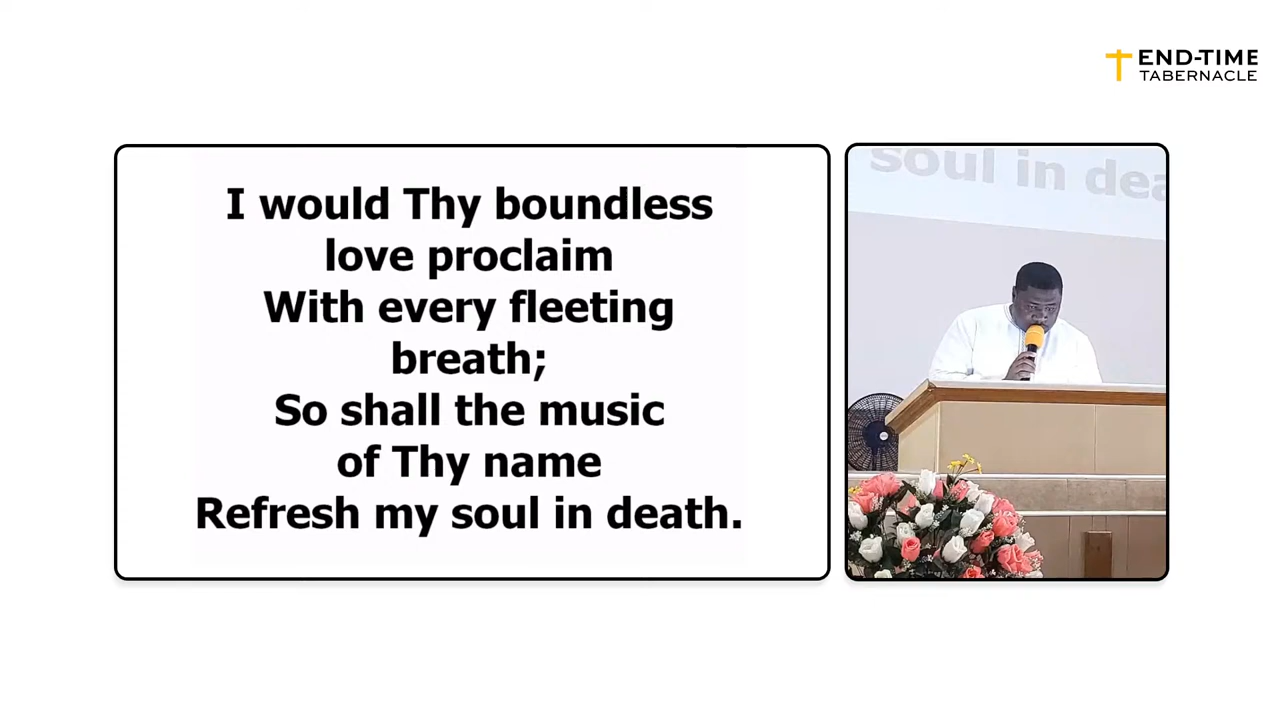 END-TIME
TABERNACLE
I would Thy boundless
love proclaim
With every fleeting
breath;
So shall the music
of Thy name
Refresh my soul in death.
soul in dea